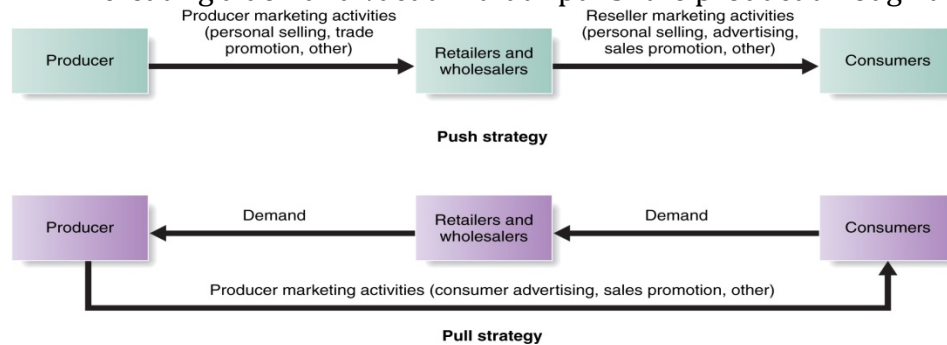 Producer marketing activities
(personal selling, trade
promotion, other)
Reseller marketing activities
(personal selling, advertising,
sales promotion, other)
Producer
Retailers and
wholesalers
Consumers
Push strategy
Producer
Demand
Retailers and
wholesalers
Demand
Consumers
Producer marketing activities (consumer advertising, sales promotion, other)
Pull strategy